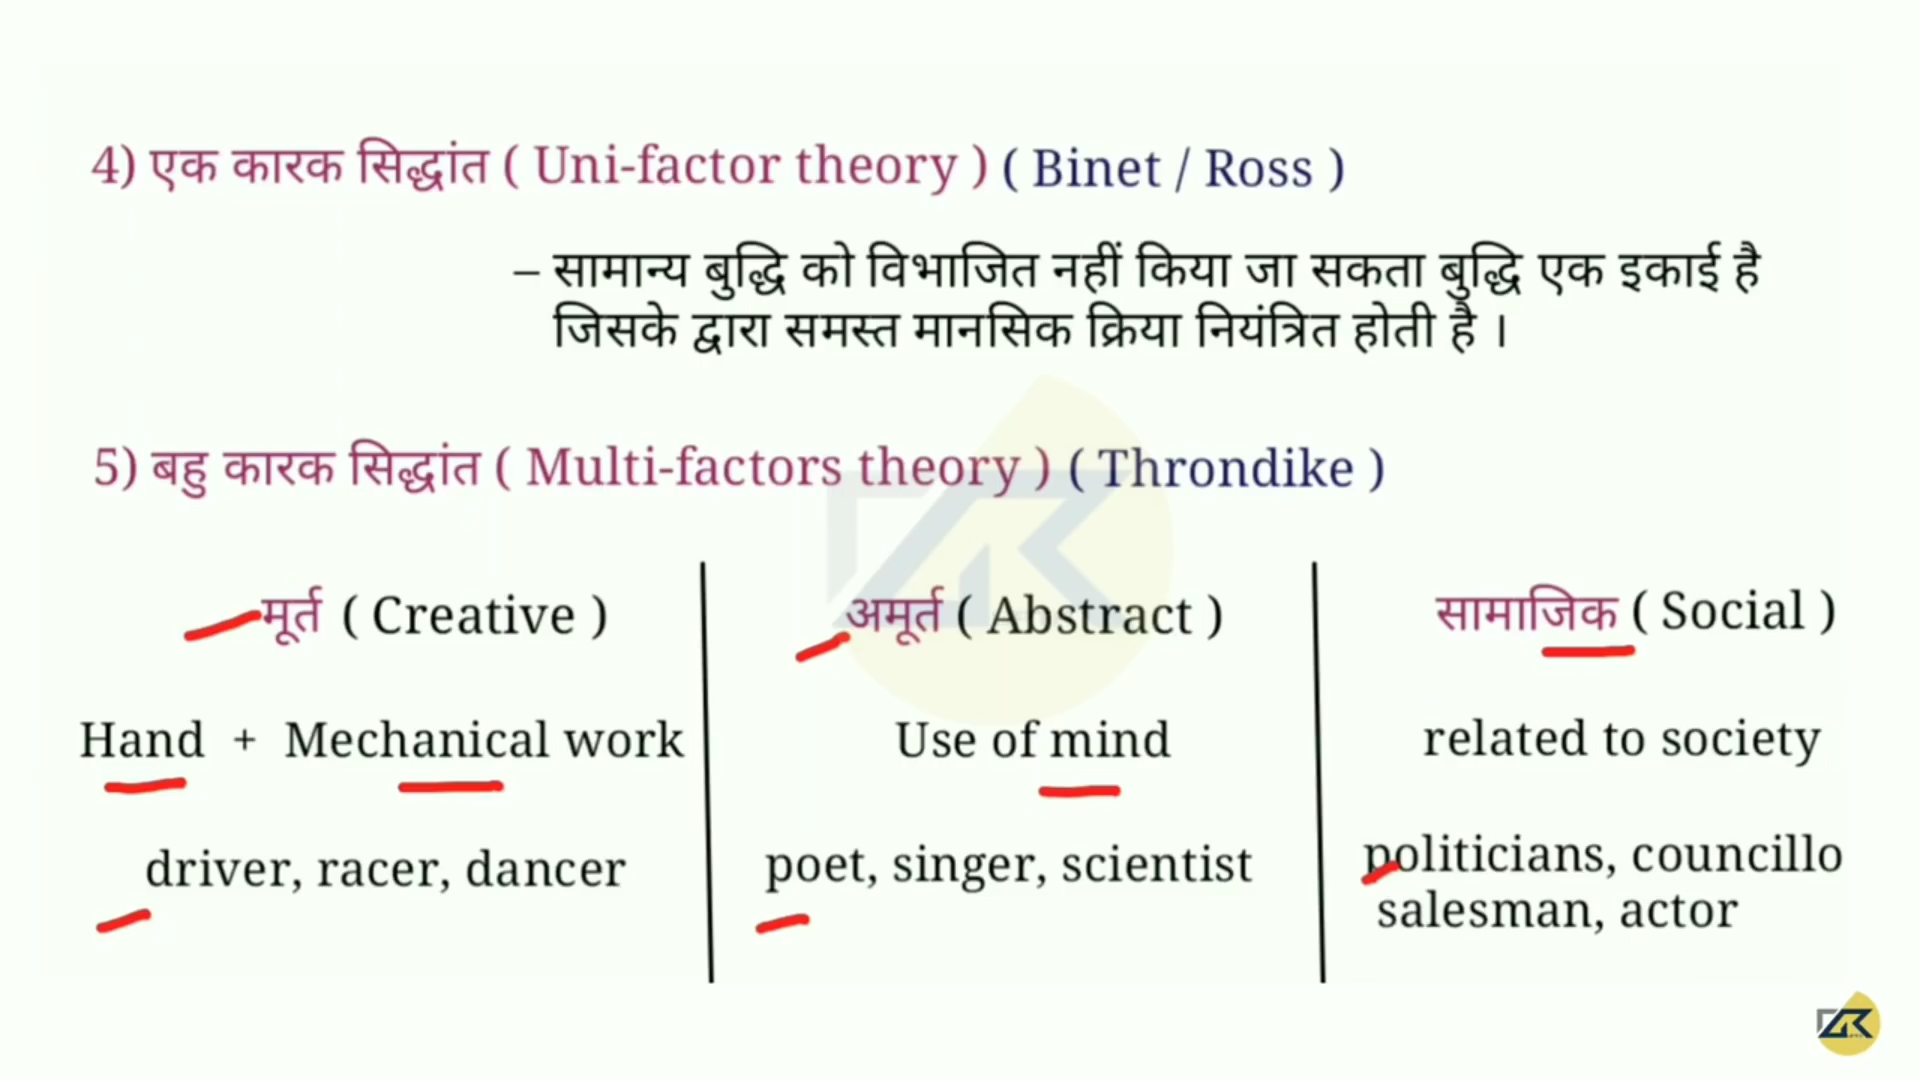 4) एक कारक सिद्धांत ( Uni-factor theory ) ( Binet / Ross )
– सामान्य बुद्धि को विभाजित नहीं किया जा सकता बुद्धि एक इकाई है
जिसके द्वारा समस्त मानसिक क्रिया नियंत्रित होती है ।
5) बहु कारक सिद्धांत ( Multi-factors theory ) ( Throndike )
मूर्त ( Creative )
Hand + Mechanical work
driver, racer, dancer
अमूर्त ( Abstract )
Use of mind
poet, singer, scientist
सामाजिक ( Social )
related to society
politicians, councillo
salesman, actor